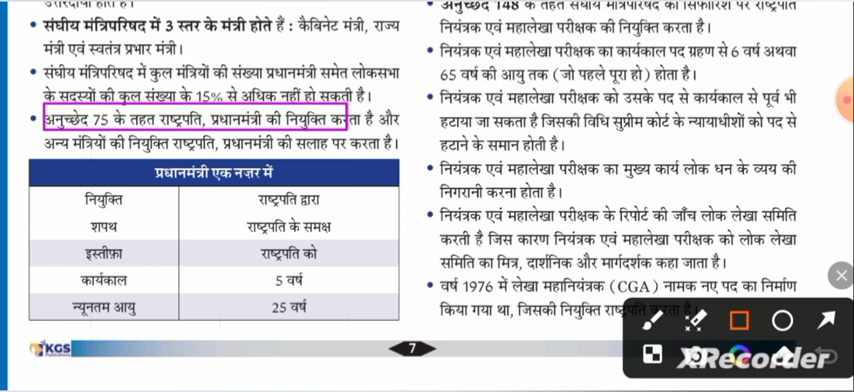 उत्तरदायी होते हैं।
संघीय मंत्रिपरिषद में 3 स्तर के मंत्री होते हैं : कैबिनेट मंत्री, राज्य
मंत्री एवं स्वतंत्र प्रभार मंत्री।
संघीय मंत्रिपरिषद में कुल मंत्रियों की संख्या प्रधानमंत्री समेत लोकसभा
के सदस्यों की कुल संख्या के 15% से अधिक नहीं हो सकती है।
अनुच्छेद 75 के तहत राष्ट्रपति, प्रधानमंत्री की नियुक्ति करता है और
अन्य मंत्रियों की नियुक्ति राष्ट्रपति, प्रधानमंत्री की सलाह पर करता है।
प्रधानमंत्री एक नज़र में
नियुक्ति राष्ट्रपति द्वारा
शपथ राष्ट्रपति के समक्ष
इस्तीफ़ा राष्ट्रपति को
कार्यकाल 5 वर्ष
न्यूनतम आयु 25 वर्ष
अनुच्छेद 148 के तहत संघीय मंत्रिपरिषद की सिफारिश पर राष्ट्रपति
नियंत्रक एवं महालेखा परीक्षक की नियुक्ति करता है।
नियंत्रक एवं महालेखा परीक्षक का कार्यकाल पद ग्रहण से 6 वर्ष अथवा
65 वर्ष की आयु तक (जो पहले पूरा हो) होता है।
नियंत्रक एवं महालेखा परीक्षक को उसके पद से कार्यकाल से पूर्व भी
हटाया जा सकता है जिसकी विधि सुप्रीम कोर्ट के न्यायाधीशों को पद से
हटाने के समान होती है।
नियंत्रक एवं महालेखा परीक्षक का मुख्य कार्य लोक धन के व्यय की
निगरानी करना होता है।
नियंत्रक एवं महालेखा परीक्षक के रिपोर्ट की जाँच लोक लेखा समिति
करती है जिस कारण नियंत्रक एवं महालेखा परीक्षक को लोक लेखा
समिति का मित्र, दार्शनिक और मार्गदर्शक कहा जाता है।
वर्ष 1976 में लेखा महानियंत्रक (CGA) नामक नए पद का निर्माण
किया गया था, जिसकी नियुक्ति राष्ट्रपति करता है।
KGS
7
XRecorder